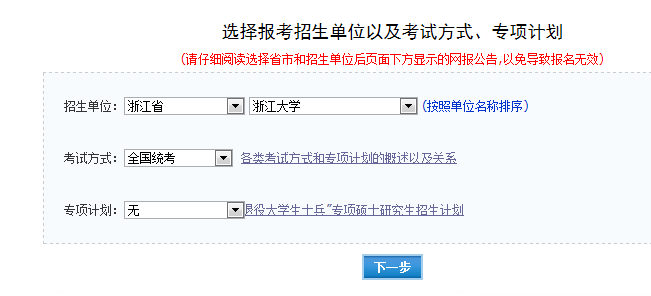 选择报考招生单位以及考试方式、专项计划
(请仔细阅读选择省市和招生单位后页面下方显示的网报公告,以免导致报名无效)
招生单位: 浙江省 浙江大学 (按照单位名称排序)
考试方式: 全国统考 各类考试方式和专项计划的概述以及关系
专项计划: 无 退役大学生士兵”专项硕士研究生招生计划
下一步